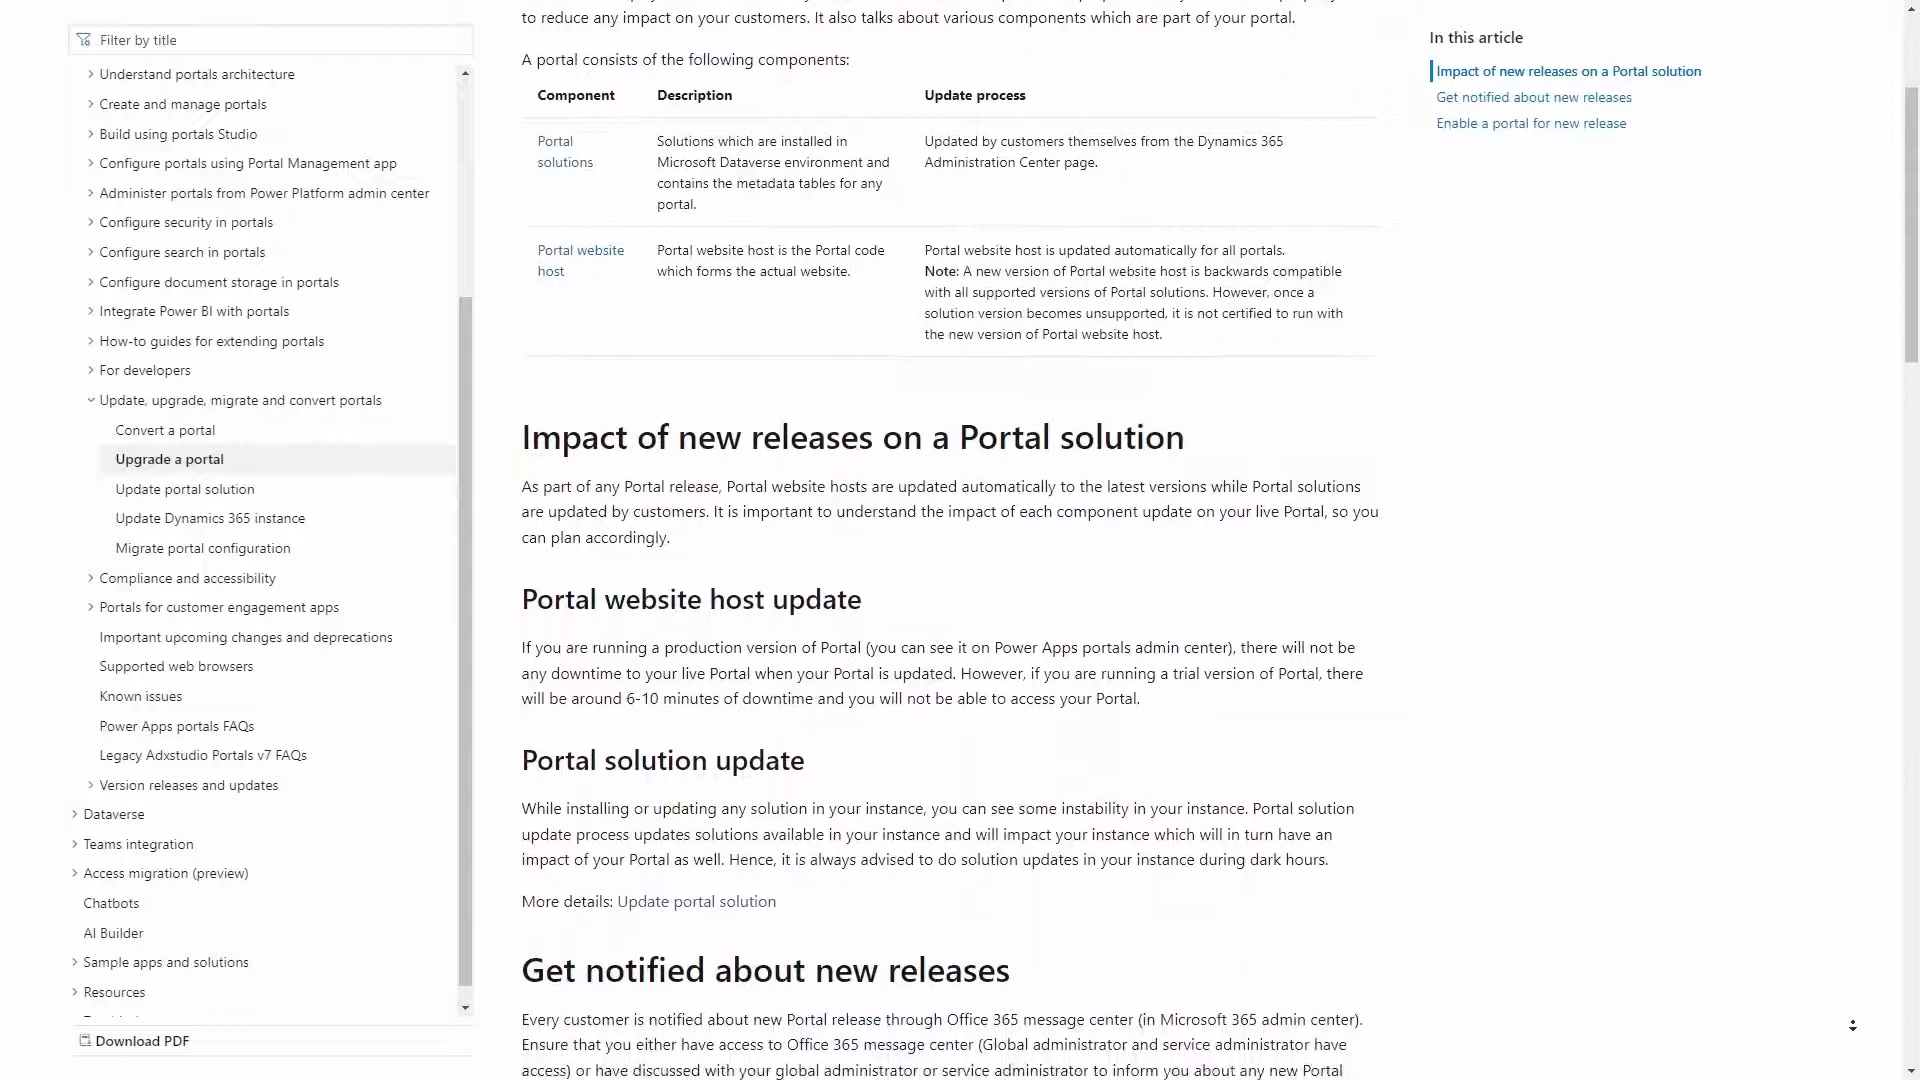 Filter by title
Understand portals architecture
Create and manage portals
Build using portals Studio
Configure portals using Portal Management app
Administer portals from Power Platform admin center
Configure security in portals
Configure search in portals
Configure document storage in portals
Integrate Power BI with portals
How-to guides for extending portals
For developers
Update, upgrade, migrate and convert portals
Convert a portal
Upgrade a portal
Update portal solution
Update Dynamics 365 instance
Migrate portal configuration
Compliance and accessibility
Portals for customer engagement apps
Important upcoming changes and deprecations
Supported web browsers
Known issues
Power Apps portals FAQs
Legacy Adxstudio Portals v7 FAQs
Version releases and updates
Dataverse
Teams integration
Access migration (preview)
Chatbots
AI Builder
Sample apps and solutions
Resources
Download PDF
to reduce any impact on your customers. It also talks about various components which are part of your portal.
A portal consists of the following components:
Component Description Update process
Portal solutions
Solutions which are installed in
Microsoft Dataverse environment and
contains the metadata tables for any
portal.
Updated by customers themselves from the Dynamics 365
Administration Center page.
Portal website
host
Portal website host is the Portal code
which forms the actual website.
Portal website host is updated automatically for all portals.
Note: A new version of Portal website host is backwards compatible
with all supported versions of Portal solutions. However, once a
solution version becomes unsupported, it is not certified to run with
the new version of Portal website host.
Impact of new releases on a Portal solution
As part of any Portal release, Portal website hosts are updated automatically to the latest versions while Portal solutions
are updated by customers. It is important to understand the impact of each component update on your live Portal, so you
can plan accordingly.
Portal website host update
If you are running a production version of Portal (you can see it on Power Apps portals admin center), there will not be
any downtime to your live Portal when your Portal is updated. However, if you are running a trial version of Portal, there
will be around 6-10 minutes of downtime and you will not be able to access your Portal.
Portal solution update
While installing or updating any solution in your instance, you can see some instability in your instance. Portal solution
update process updates solutions available in your instance and will impact your instance which will in turn have an
impact of your Portal as well. Hence, it is always advised to do solution updates in your instance during dark hours.
More details: Update portal solution
Get notified about new releases
Every customer is notified about new Portal release through Office 365 message center (in Microsoft 365 admin center).
Ensure that you either have access to Office 365 message center (Global administrator and service administrator have
access) or have discussed with your global administrator or service administrator to inform you about any new Portal
In this article
Impact of new releases on a Portal solution
Get notified about new releases
Enable a portal for new release